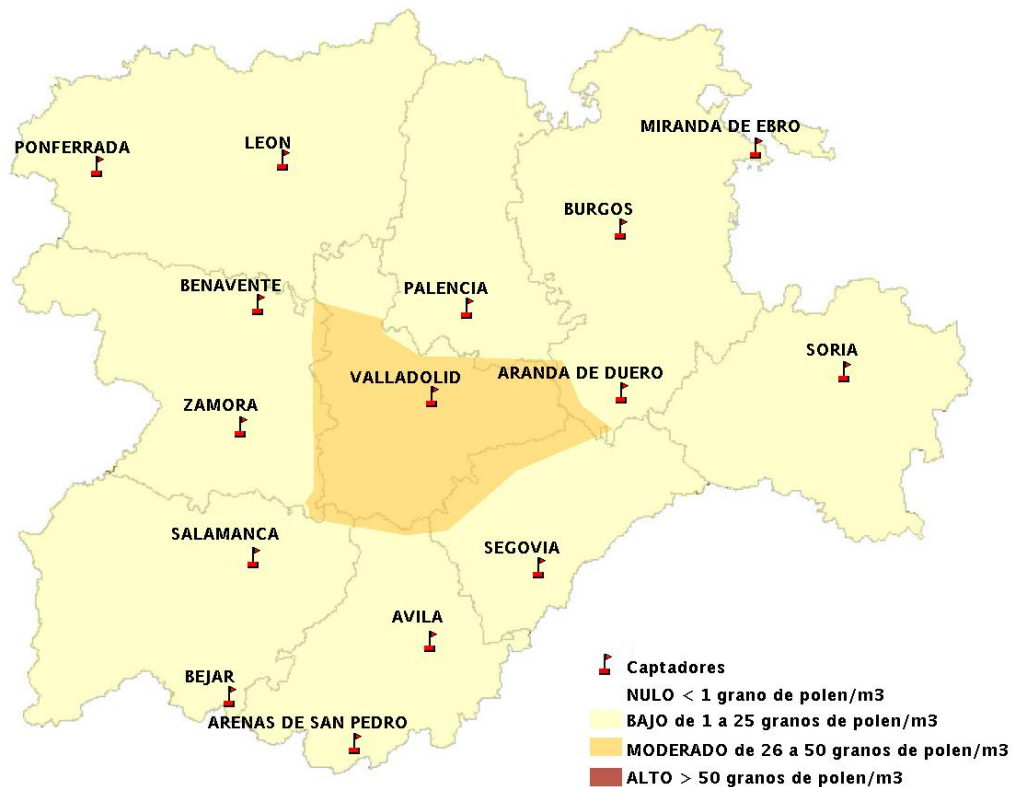 MIRANDA DE EBRO
PONFERRADA
LEON
BURGOS
BENAVENTE
PALENCIA
SORIA
VALLADOLID
ARANDA DE DUERO
ZAMORA
SALAMANCA
SEGOVIA
AVILA
BEJAR
ARENAS DE SAN PEDRO
Captadores
NULO < 1 grano de polen/m3
BAJO de 1 a 25 granos de polen/m3
MODERADO de 26 a 50 granos de polen/m3
ALTO > 50 granos de polen/m3